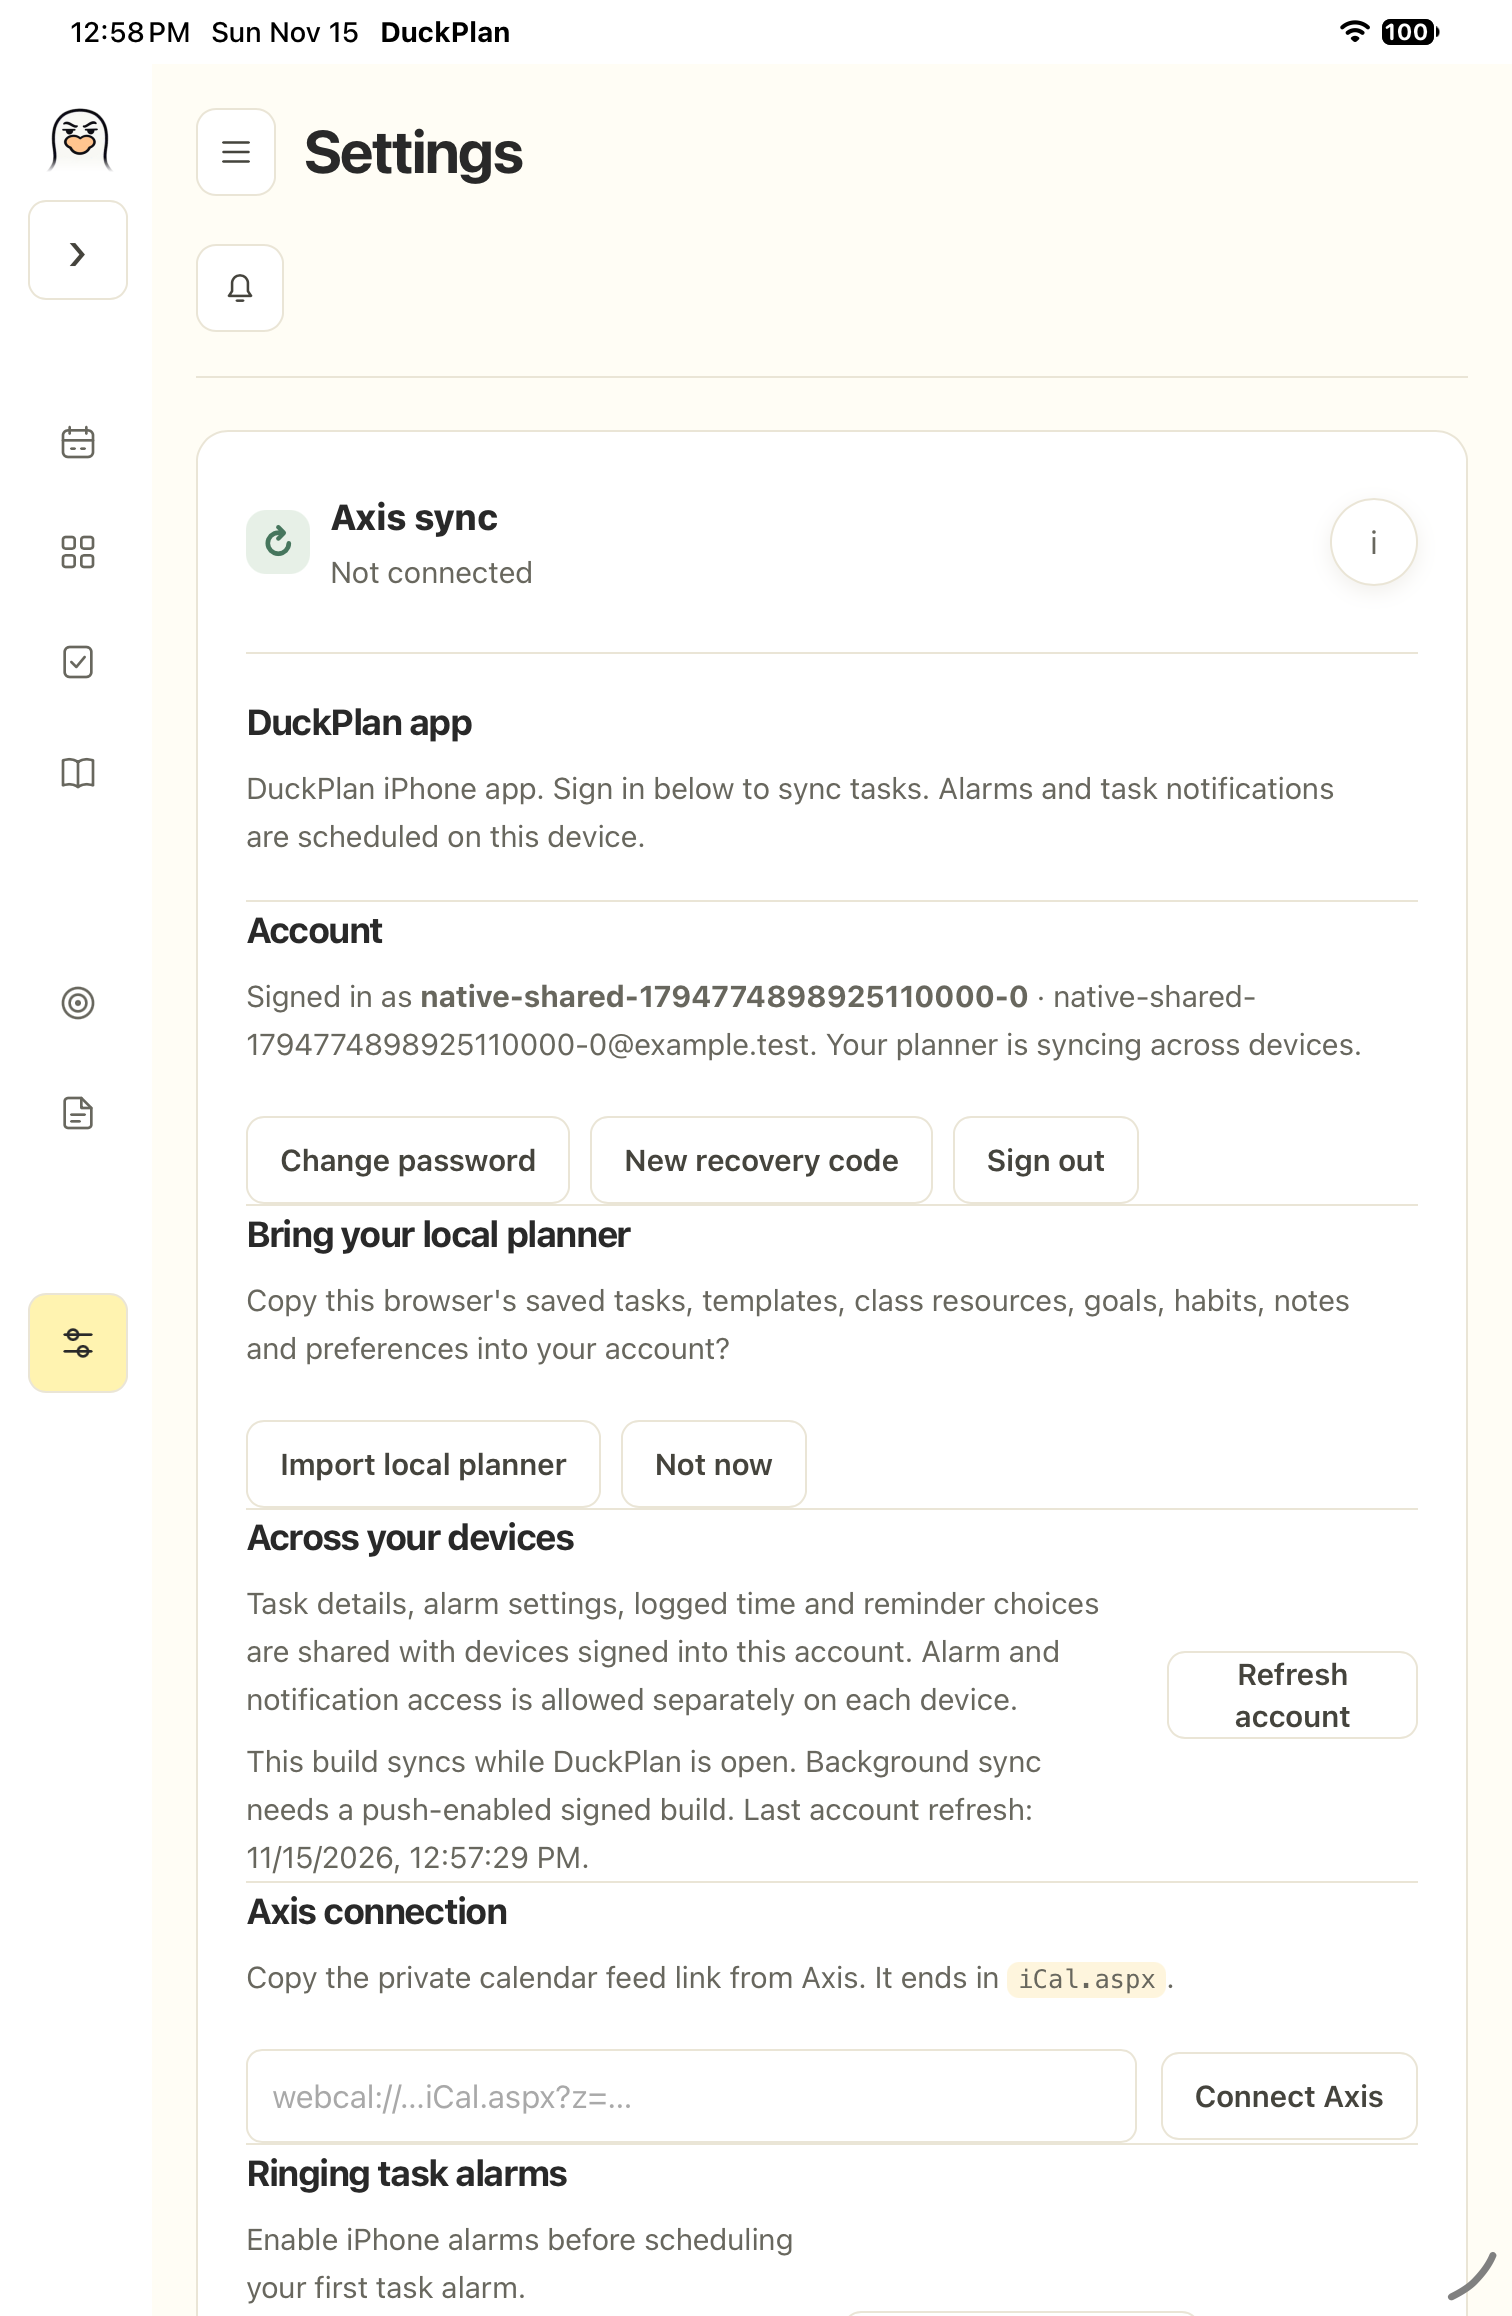 12:58 PM Sun Nov 15 DuckPlan
100
Settings
Axis sync
Not connected
i
DuckPlan app
DuckPlan iPhone app. Sign in below to sync tasks. Alarms and task notifications
are scheduled on this device.
Account
Signed in as native-shared-1794774898925110000-0 · native-shared-
1794774898925110000-0@example.test. Your planner is syncing across devices.
Change password
New recovery code
Sign out
Bring your local planner
Copy this browser's saved tasks, templates, class resources, goals, habits, notes
and preferences into your account?
Import local planner
Not now
Across your devices
Task details, alarm settings, logged time and reminder choices
are shared with devices signed into this account. Alarm and
notification access is allowed separately on each device.
Refresh
account
This build syncs while DuckPlan is open. Background sync
needs a push-enabled signed build. Last account refresh:
11/15/2026, 12:57:29 PM.
Axis connection
Copy the private calendar feed link from Axis. It ends in iCal.aspx.
webcal://...iCal.aspx?z=...
Connect Axis
Ringing task alarms
Enable iPhone alarms before scheduling
your first task alarm.